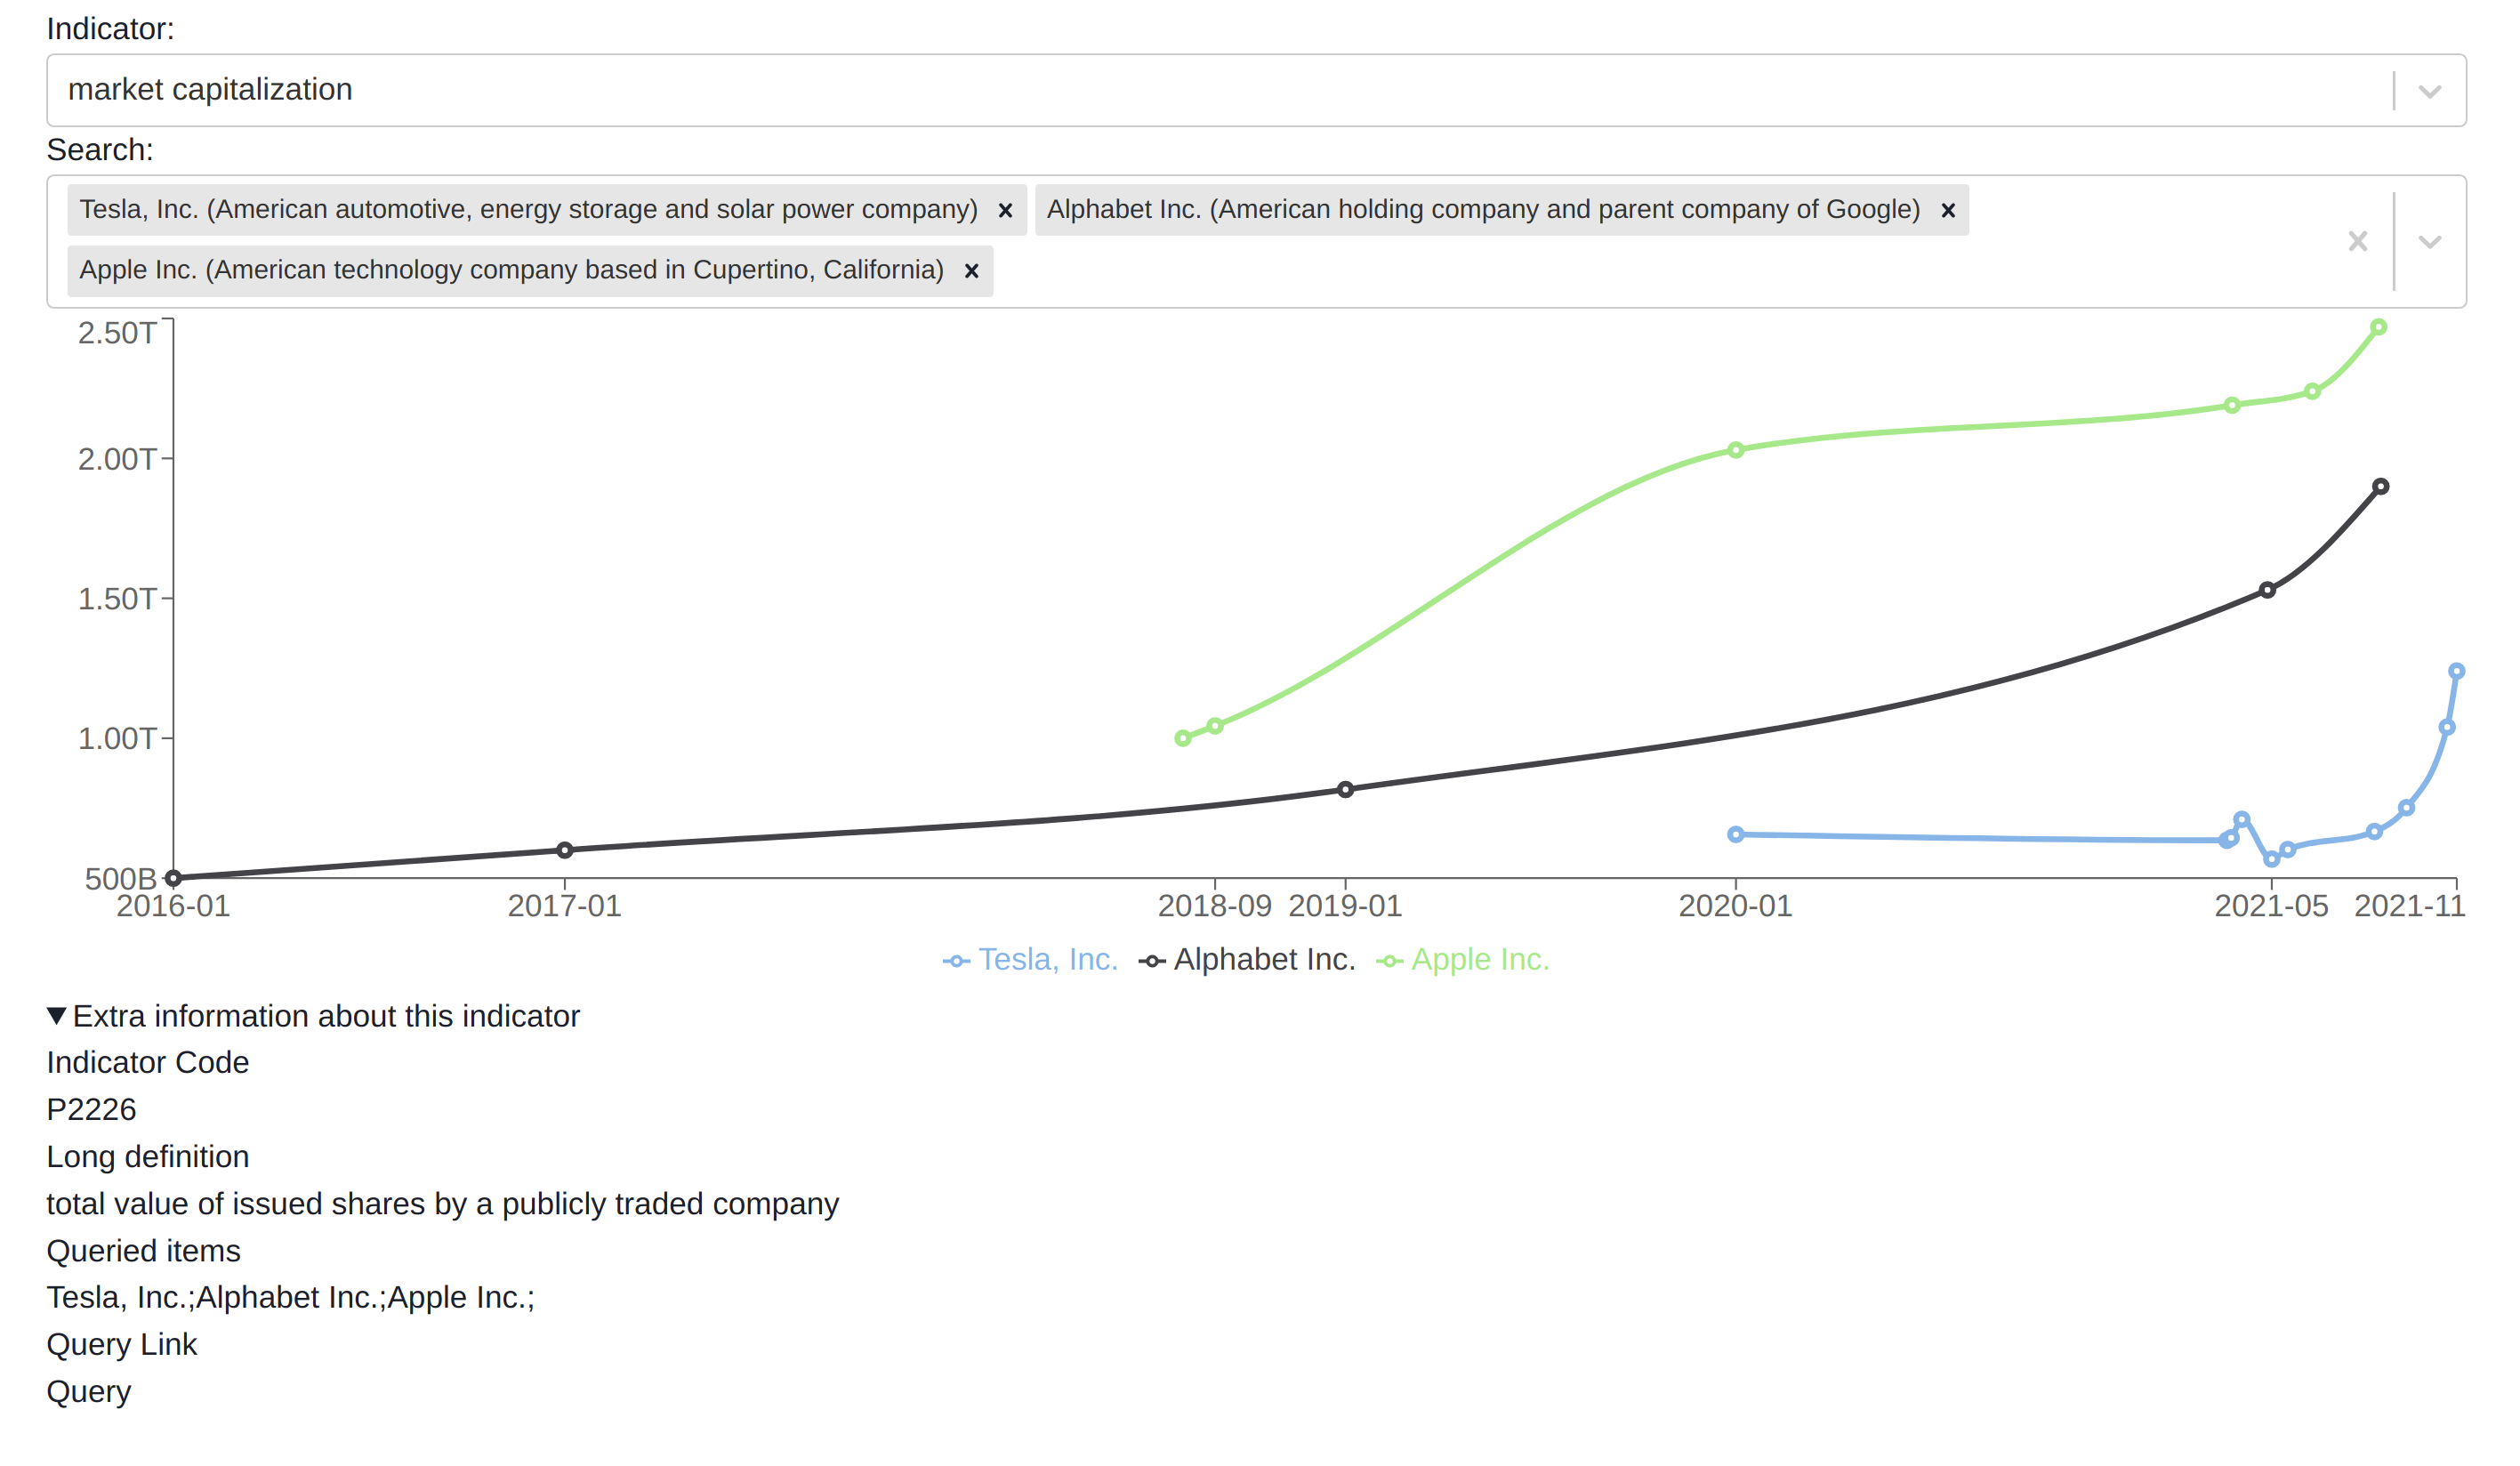 Indicator:
market capitalization
Search:
Tesla, Inc. (American automotive, energy storage and solar power company) × Alphabet Inc. (American holding company and parent company of Google) ×
Apple Inc. (American technology company based in Cupertino, California) ×
2.50T
2.00T
1.50T
1.00T
500B
2016-01 2017-01 2018-09 2019-01 2020-01 2021-05 2021-11
Tesla, Inc. Alphabet Inc. Apple Inc.
Extra information about this indicator
Indicator Code
P2226
Long definition
total value of issued shares by a publicly traded company
Queried items
Tesla, Inc.;Alphabet Inc.;Apple Inc.;
Query Link
Query